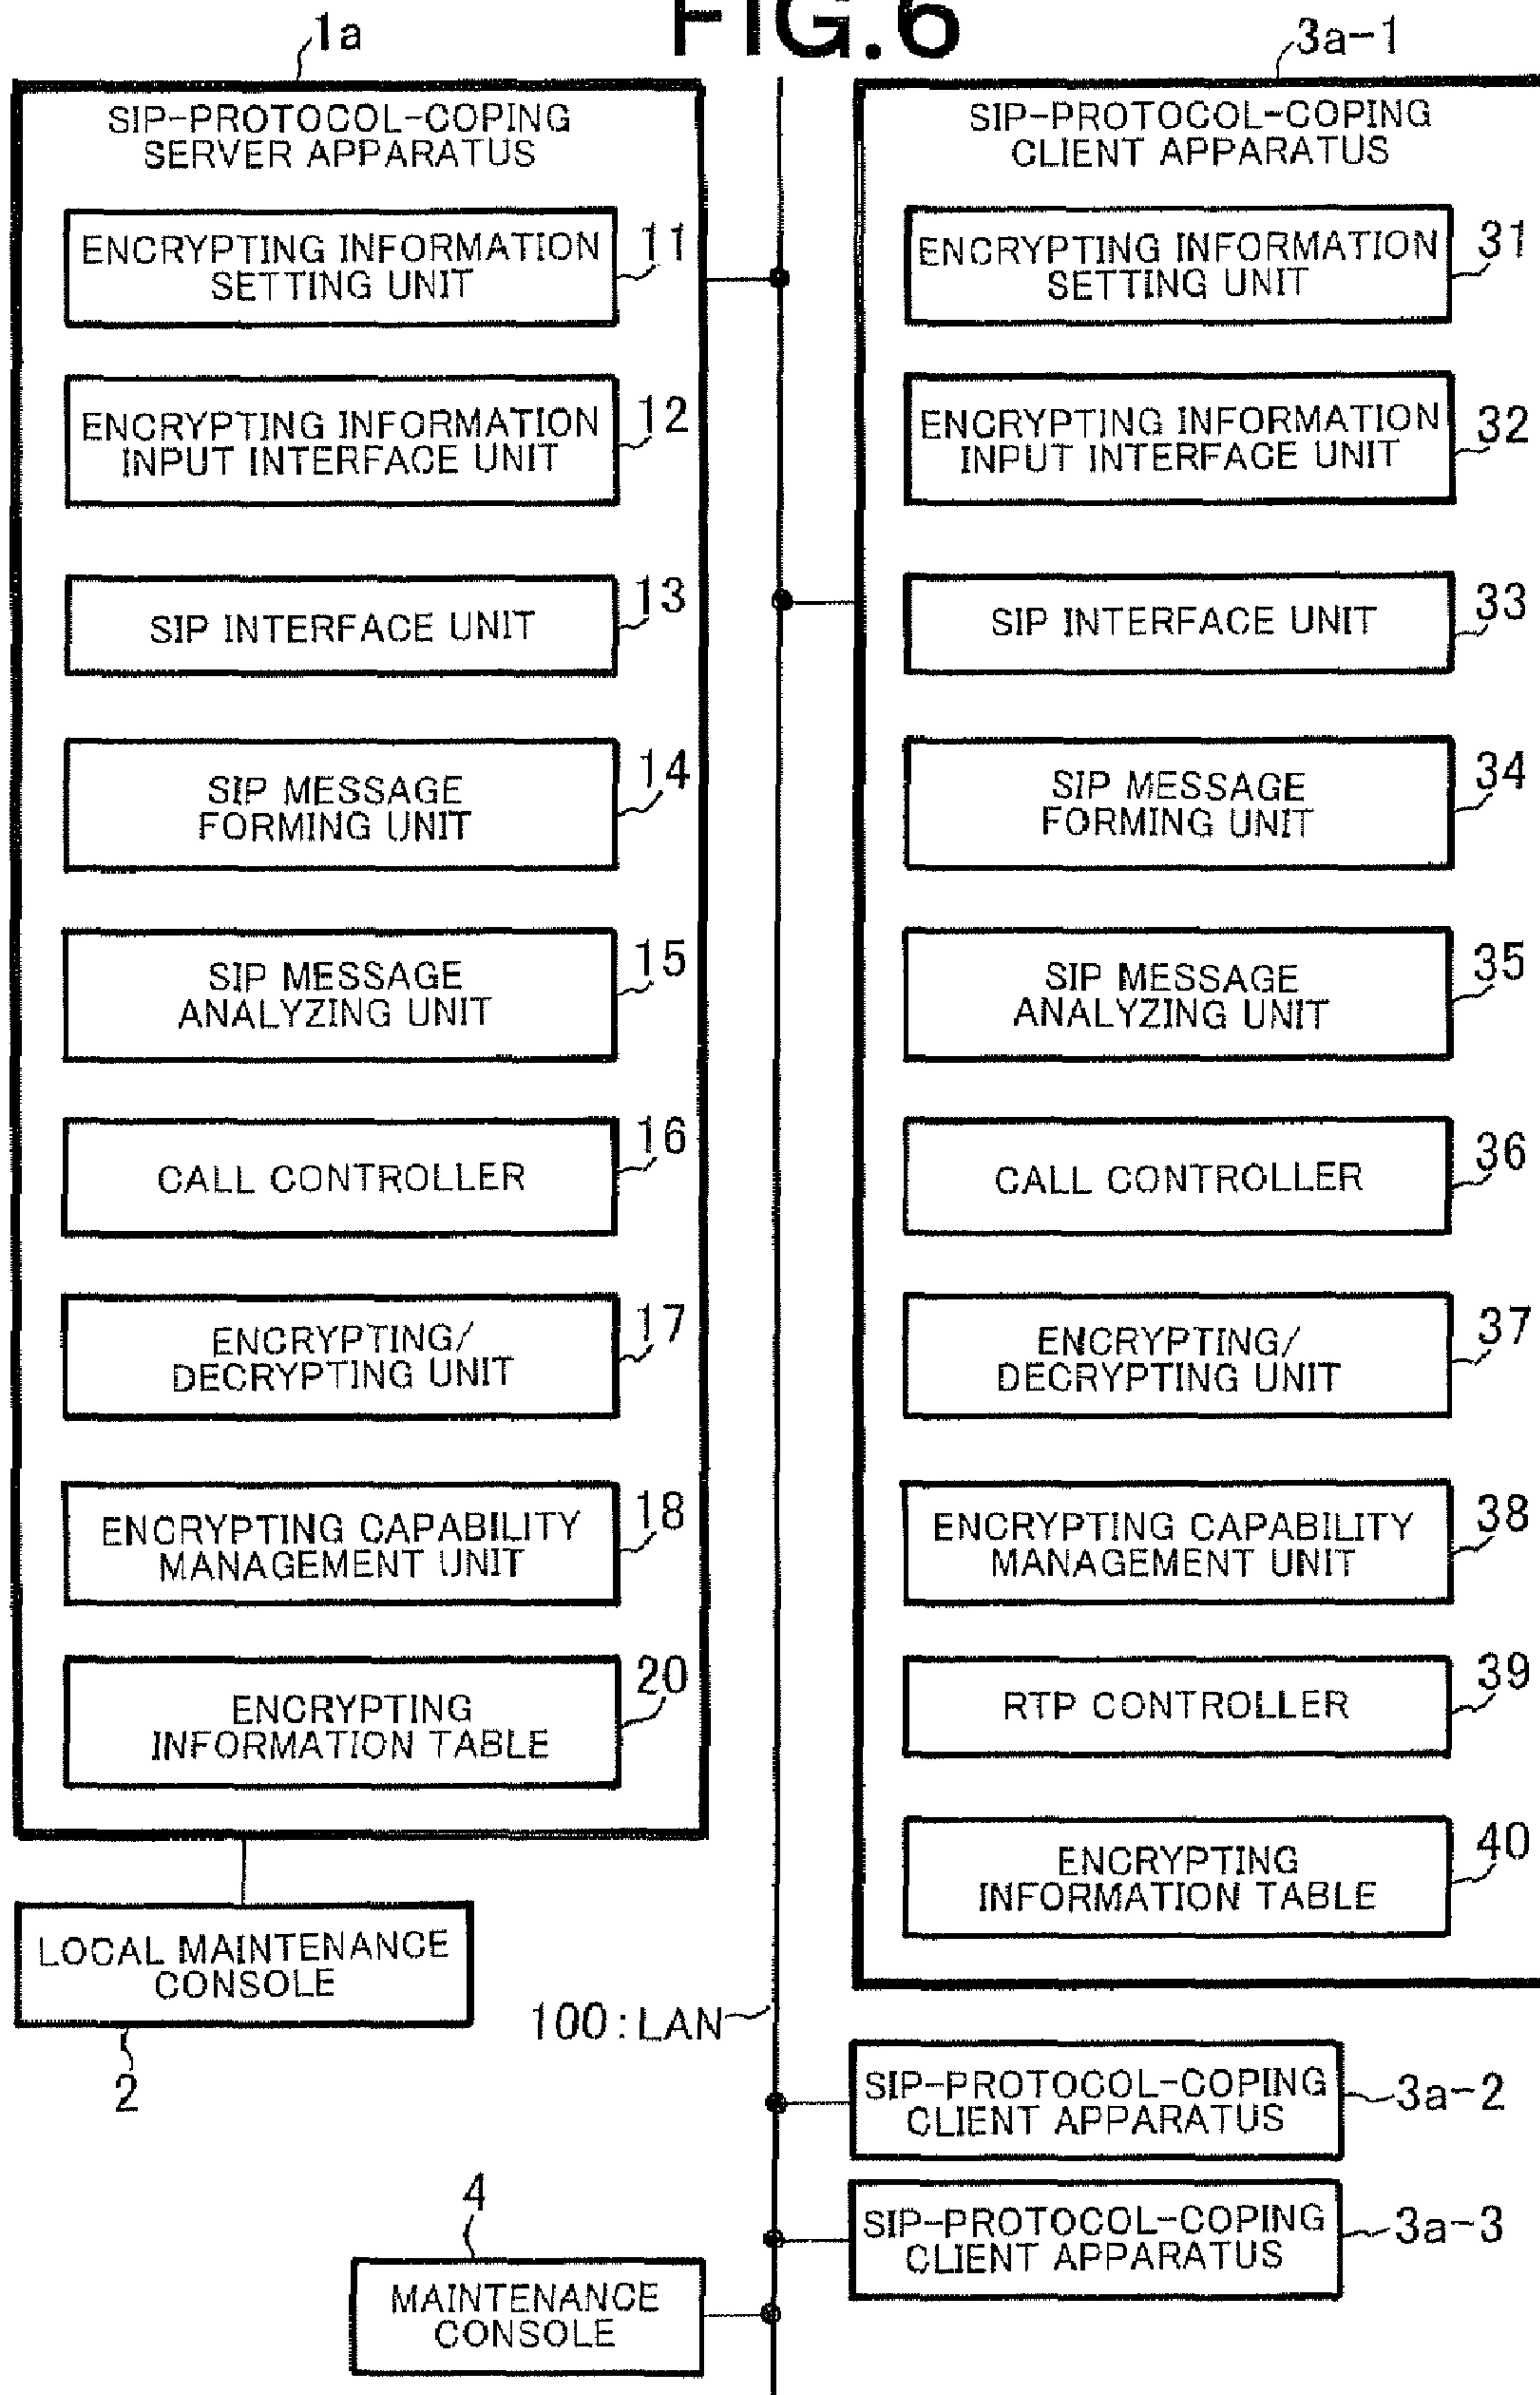 FIG.6
1a
SIP-PROTOCOL-COPING
SERVER APPARATUS
ENCRYPTING INFORMATION
SETTING UNIT
11
ENCRYPTING INFORMATION
INPUT INTERFACE UNIT
12
SIP INTERFACE UNIT
13
SIP MESSAGE
FORMING UNIT
14
SIP MESSAGE
ANALYZING UNIT
15
CALL CONTROLLER
16
ENCRYPTING/
DECRYPTING UNIT
17
ENCRYPTING CAPABILITY
MANAGEMENT UNIT
18
ENCRYPTING
INFORMATION TABLE
20
LOCAL MAINTENANCE
CONSOLE
2
100:LAN
4
MAINTENANCE
CONSOLE
3a-1
SIP-PROTOCOL-COPING
CLIENT APPARATUS
ENCRYPTING INFORMATION
SETTING UNIT
31
ENCRYPTING INFORMATION
INPUT INTERFACE UNIT
32
SIP INTERFACE UNIT
33
SIP MESSAGE
FORMING UNIT
34
SIP MESSAGE
ANALYZING UNIT
35
CALL CONTROLLER
36
ENCRYPTING/
DECRYPTING UNIT
37
ENCRYPTING CAPABILITY
MANAGEMENT UNIT
38
RTP CONTROLLER
39
ENCRYPTING
INFORMATION TABLE
40
SIP-PROTOCOL-COPING
CLIENT APPARATUS
3a-2
SIP-PROTOCOL-COPING
CLIENT APPARATUS
3a-3